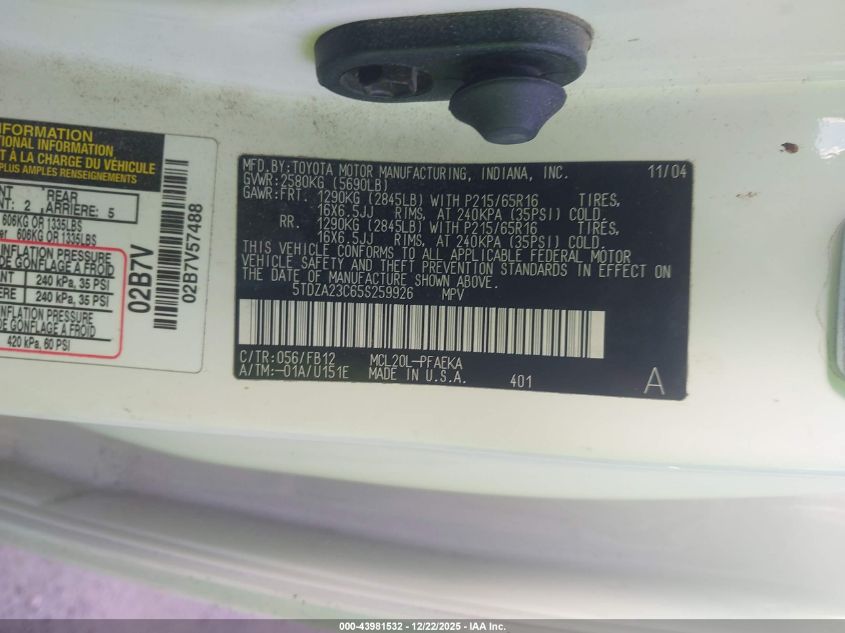 INFORMATION
TIONAL INFORMATION
T À LA CHARGE DU VÉHICULE
PLUS AMPLES RENSEIGNEMENTS
NT REAR
NT: 2 ARRIERE: 5
606KG OR 1335LBS
er 606KG OR 1335LBS
INFLATION PRESSURE
DE GONFLAGE A FROID
ANT 240 kPa, 35 PSI
ERE 240 kPa, 35 PSI
INFLATION PRESSURE
DE GONFLAGE A FROID
420 kPa, 60 PSI
02B7V
02B7V57488
MFD.BY:TOYOTA MOTOR MANUFACTURING, INDIANA, INC. 11/04
GVWR:2580KG (5690LB)
GAWR:FRT. 1290KG (2845LB) WITH P215/65R16 TIRES,
16X6.5JJ RIMS, AT 240KPA (35PSI) COLD.
RR. 1290KG (2845LB) WITH P215/65R16 TIRES,
16X6.5JJ RIMS, AT 240KPA (35PSI) COLD.
THIS VEHICLE CONFORMS TO ALL APPLICABLE FEDERAL MOTOR
VEHICLE SAFETY AND THEFT PREVENTION STANDARDS IN EFFECT ON
THE DATE OF MANUFACTURE SHOWN ABOVE.
5TDZA23C65S259926 MPV
C/TR:056/FB12 MCL20L-PFAEKA
A/TM:-01A/U151E MADE IN U.S.A. 401 A
000-43981532 - 12/22/2025 - IAA Inc.